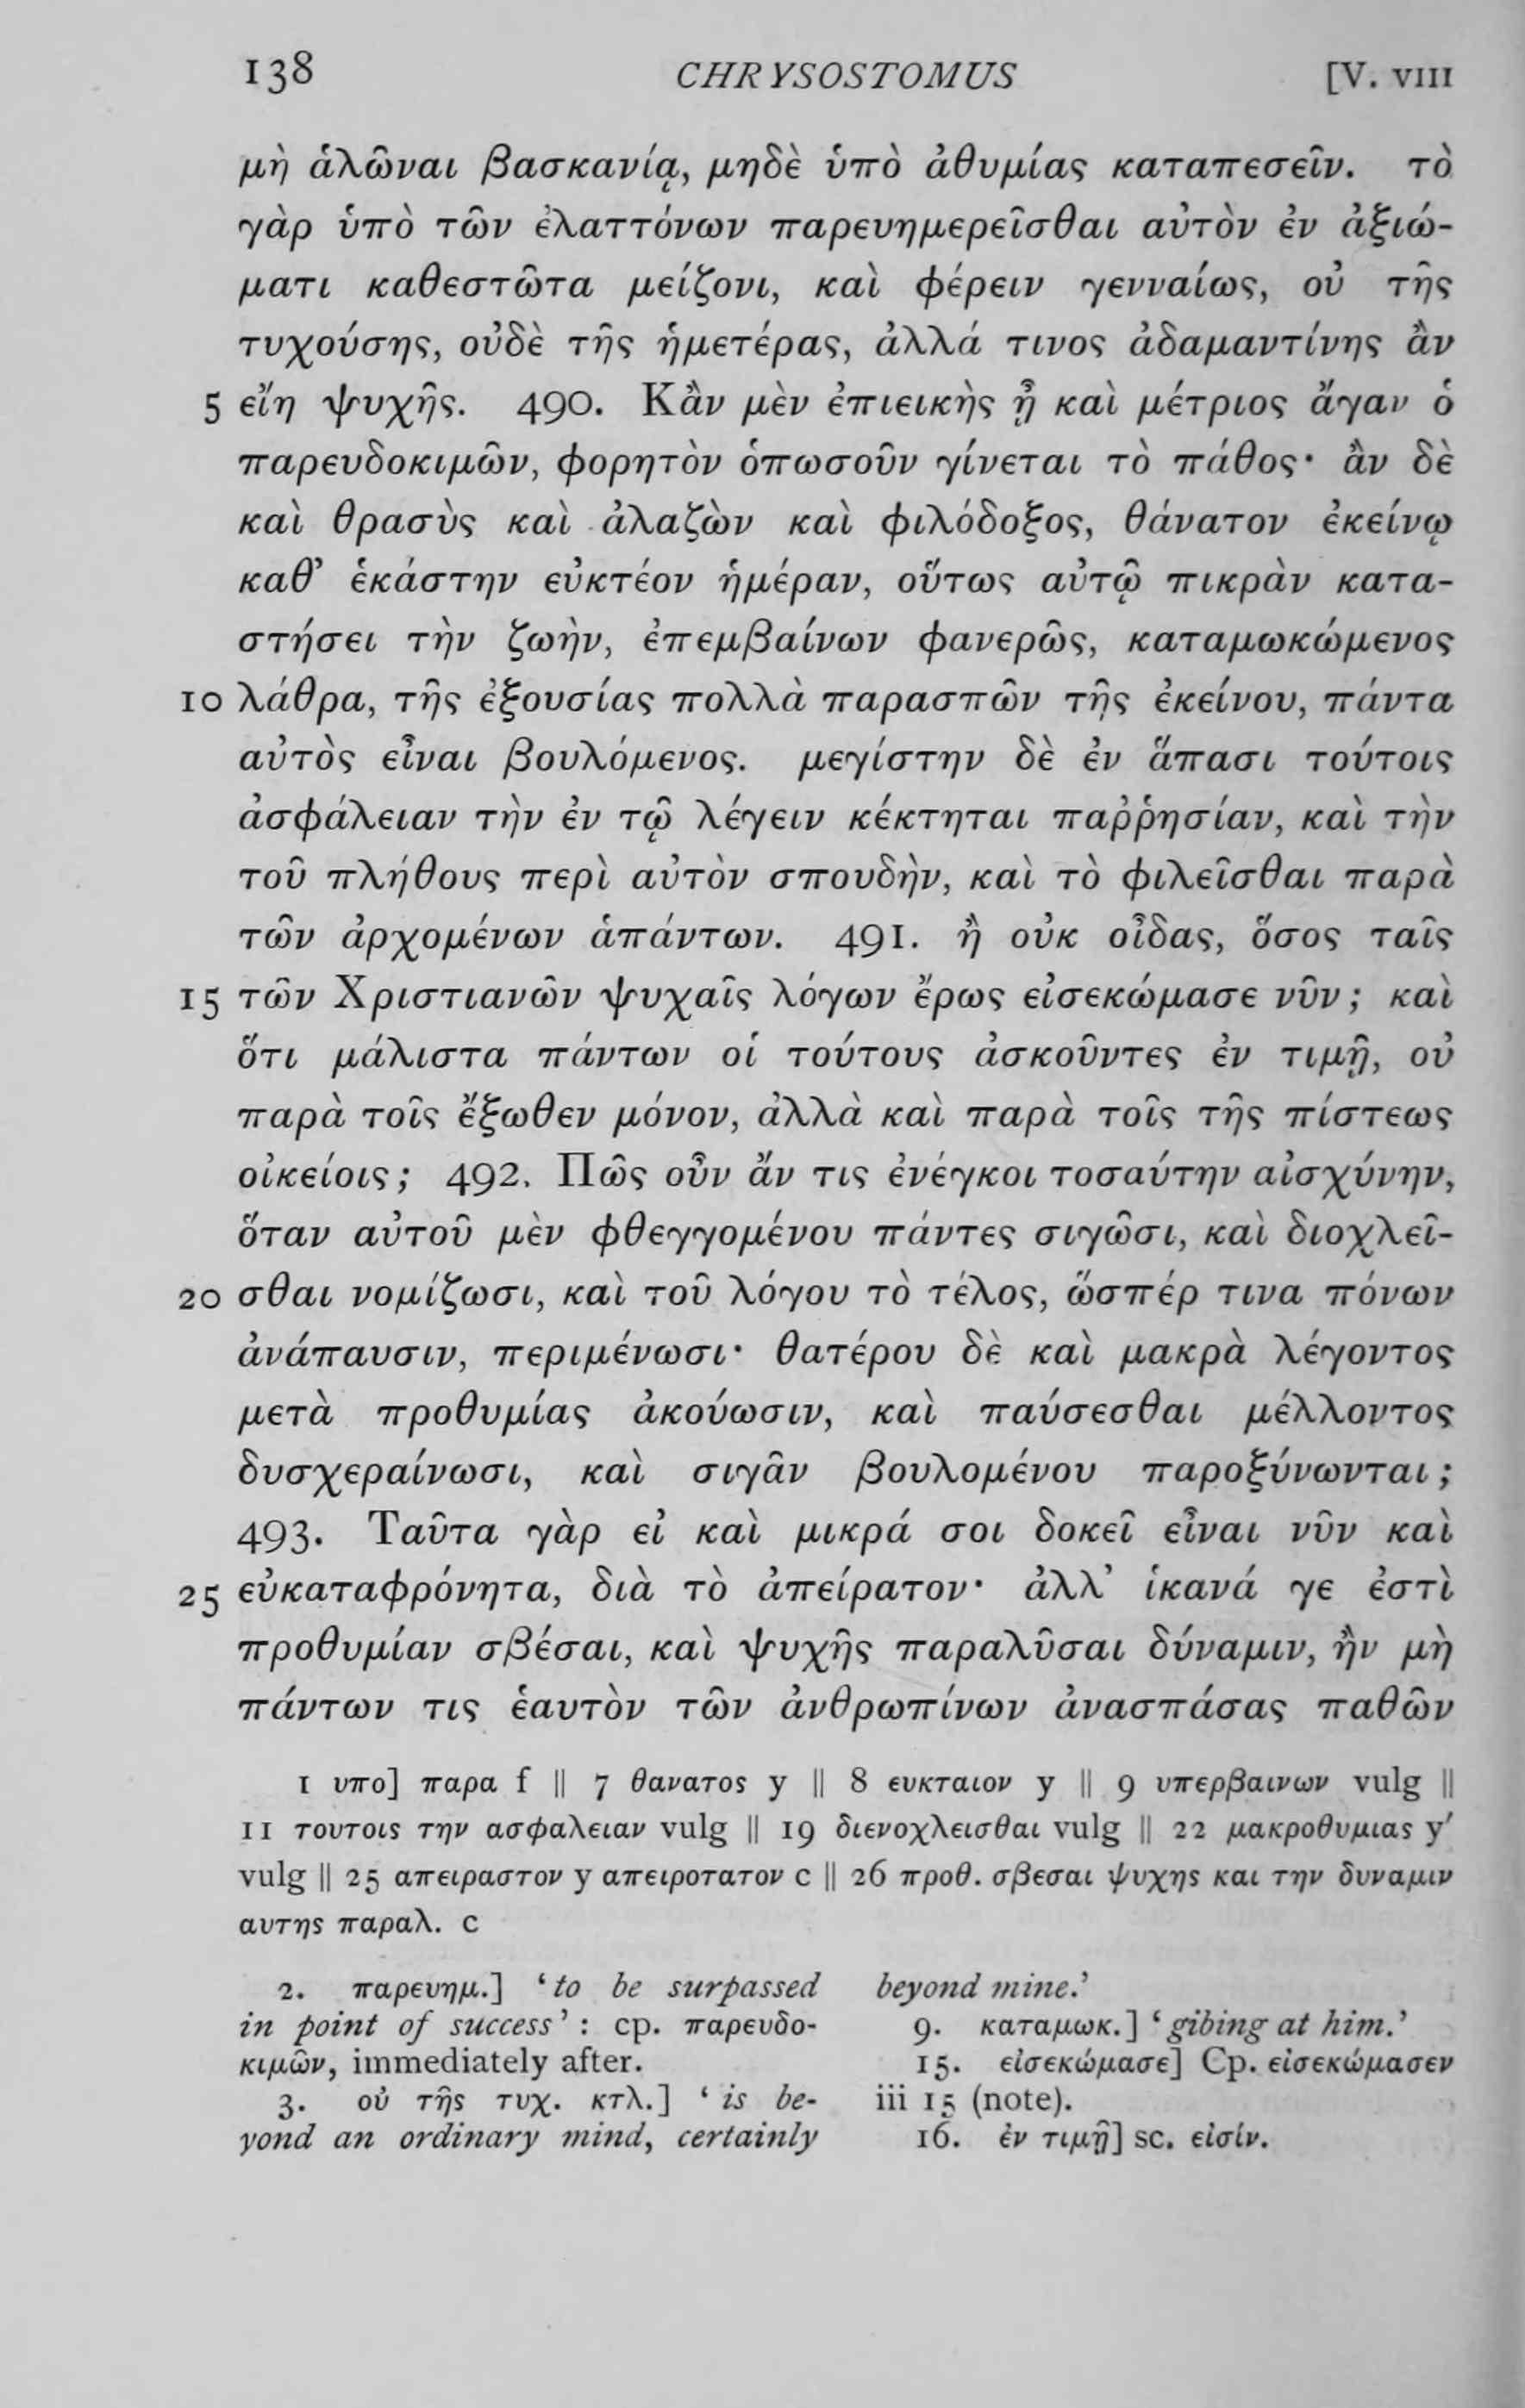 138 CHRYSOSTOMUS [V. VIII
μὴ ἁλῶναι βασκανίᾳ, μηδὲ ὑπὸ ἀθυμίας καταπεσεῖν. τὸ
γὰρ ὑπὸ τῶν ἐλαττόνων παρευημερεῖσθαι αὐτὸν ἐν ἀξιώ-
ματι καθεστῶτα μείζονι, καὶ φέρειν γενναίως, οὐ τῆς
τυχούσης, οὐδὲ τῆς ἡμετέρας, ἀλλά τινος ἀδαμαντίνης ἂν
5 εἴη ψυχῆς. 490. Κἂν μὲν ἐπιεικὴς ᾖ καὶ μέτριος ἄγαν ὁ
παρευδοκιμῶν, φορητὸν ὁπωσοῦν γίνεται τὸ πάθος· ἂν δὲ
καὶ θρασὺς καὶ ἀλαζὼν καὶ φιλόδοξος, θάνατον ἐκείνῳ
καθ’ ἑκάστην εὐκτέον ἡμέραν, οὕτως αὐτῷ πικρὰν κατα-
στήσει τὴν ζωὴν, ἐπεμβαίνων φανερῶς, καταμωκώμενος
10 λάθρα, τῆς ἐξουσίας πολλὰ παρασπῶν τῆς ἐκείνου, πάντα
αὐτὸς εἶναι βουλόμενος. μεγίστην δὲ ἐν ἅπασι τούτοις
ἀσφάλειαν τὴν ἐν τῷ λέγειν κέκτηται παῤῥησίαν, καὶ τὴν
τοῦ πλήθους περὶ αὐτὸν σπουδὴν, καὶ τὸ φιλεῖσθαι παρὰ
τῶν ἀρχομένων ἁπάντων. 491. ἢ οὐκ οἶδας, ὅσος ταῖς
15 τῶν Χριστιανῶν ψυχαῖς λόγων ἔρως εἰσεκώμασε νῦν; καὶ
ὅτι μάλιστα πάντων οἱ τούτους ἀσκοῦντες ἐν τιμῇ, οὐ
παρὰ τοῖς ἔξωθεν μόνον, ἀλλὰ καὶ παρὰ τοῖς τῆς πίστεως
οἰκείοις; 492. Πῶς οὖν ἄν τις ἐνέγκοι τοσαύτην αἰσχύνην,
ὅταν αὐτοῦ μὲν φθεγγομένου πάντες σιγῶσι, καὶ διοχλεῖ-
20 σθαι νομίζωσι, καὶ τοῦ λόγου τὸ τέλος, ὥσπέρ τινα πόνων
ἀνάπαυσιν, περιμένωσι· θατέρου δὲ καὶ μακρὰ λέγοντος
μετὰ προθυμίας ἀκούωσιν, καὶ παύσεσθαι μέλλοντος
δυσχεραίνωσι, καὶ σιγᾶν βουλομένου παροξύνωνται;
493. Ταῦτα γὰρ εἰ καὶ μικρά σοι δοκεῖ εἶναι νῦν καὶ
25 εὐκαταφρόνητα, διὰ τὸ ἀπείρατον· ἀλλ’ ἱκανά γε ἐστὶ
προθυμίαν σβέσαι, καὶ ψυχῆς παραλῦσαι δύναμιν, ἢν μὴ
πάντων τις ἑαυτὸν τῶν ἀνθρωπίνων ἀνασπάσας παθῶν
1 υπο] παρα f || 7 θανατος y || 8 ευκταιον y || 9 υπερβαινων vulg ||
11 τουτοις την ασφαλειαν vulg || 19 διενοχλεισθαι vulg || 22 μακροθυμιας y′
vulg || 25 απειραστον y απειροτατον c || 26 προθ. σβεσαι ψυχης και την δυναμιν
αυτης παραλ. c
2. παρευημ.] ‘to be surpassed
in point of success’: cp. παρευδο-
κιμῶν, immediately after.
3. οὐ τῆς τυχ. κτλ.] ‘is be-
yond an ordinary mind, certainly
beyond mine.’
9. καταμωκ.] ‘gibing at him.’
15. εἰσεκώμασε] Cp. εἰσεκώμασεν
iii 15 (note).
16. ἐν τιμῇ] sc. εἰσίν.